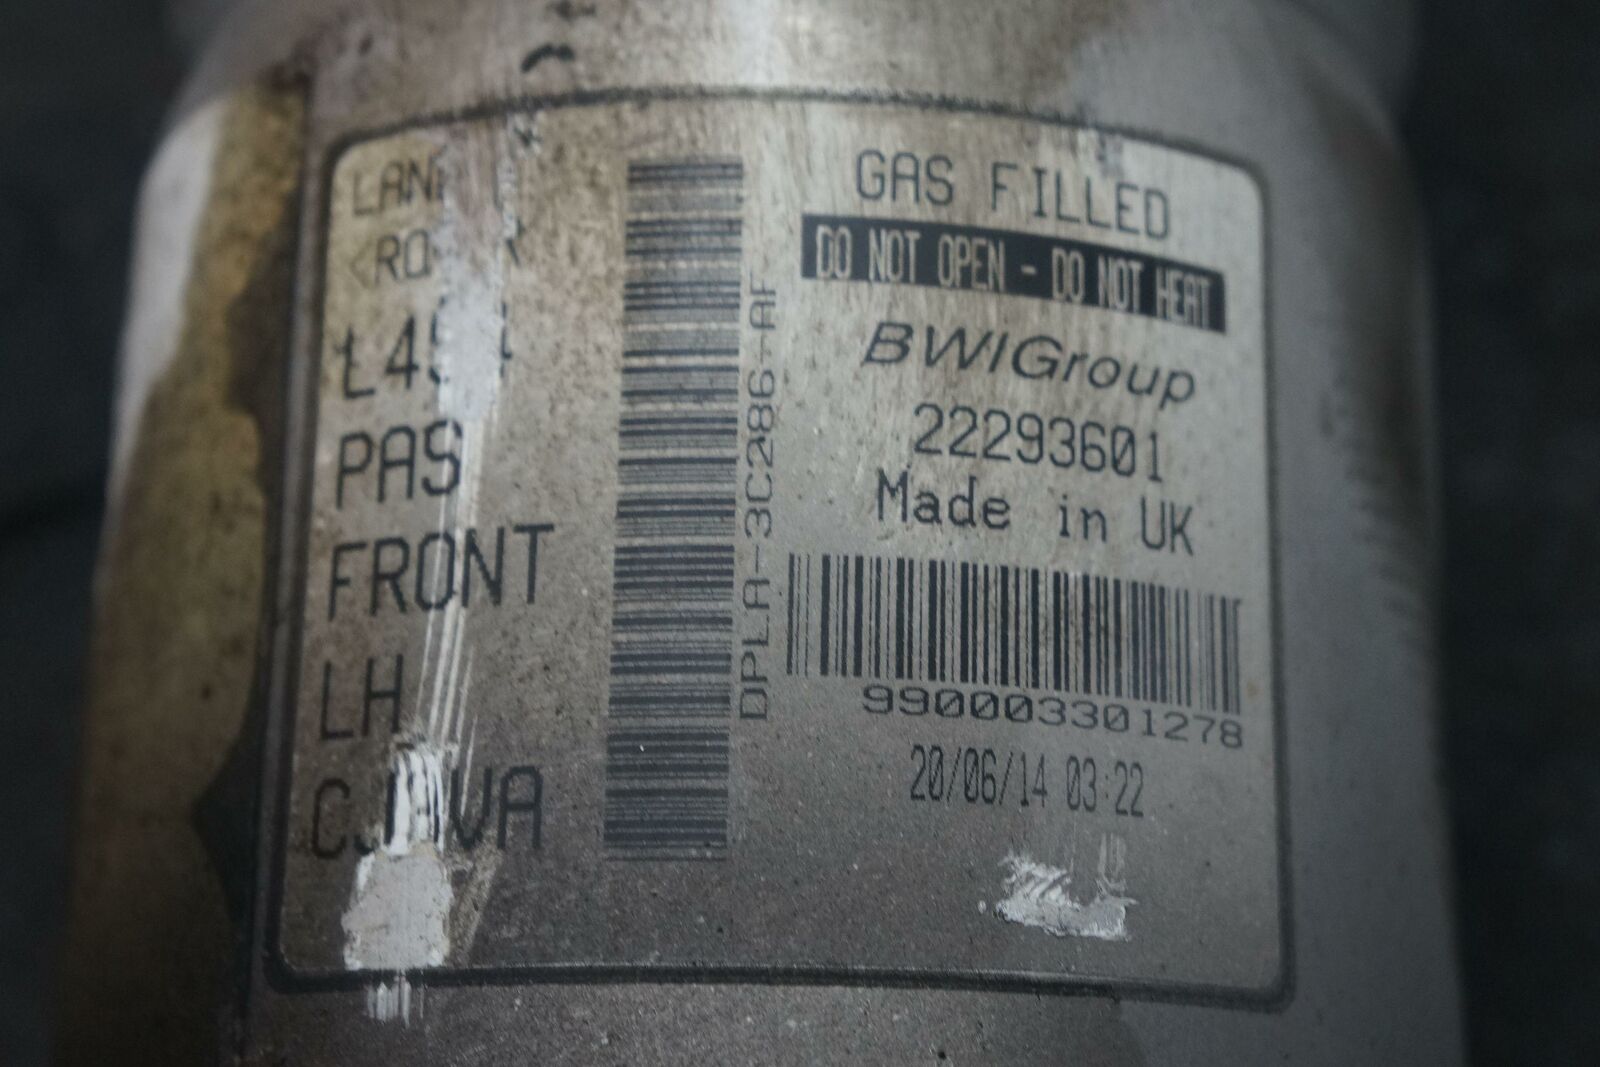 PAS
FRONT
LH
DPLA-3C286-AF
GAS FILLED
DO NOT OPEN - DO NOT HEAT
BWIGroup
22293601
Made in UK
990003301278
20/06/14 03:22